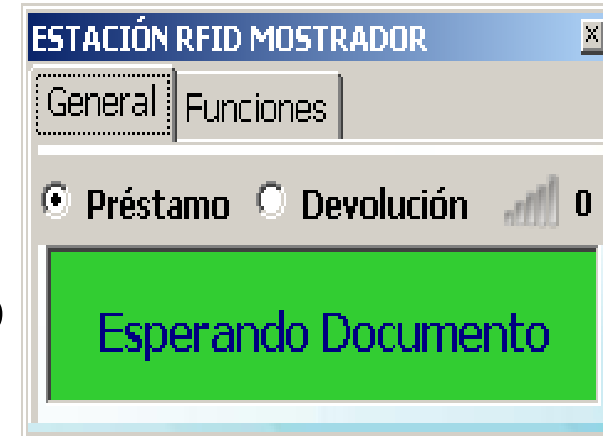 ESTACIÓN RFID MOSTRADOR
General Funciones
Préstamo Devolución 0
Esperando Documento